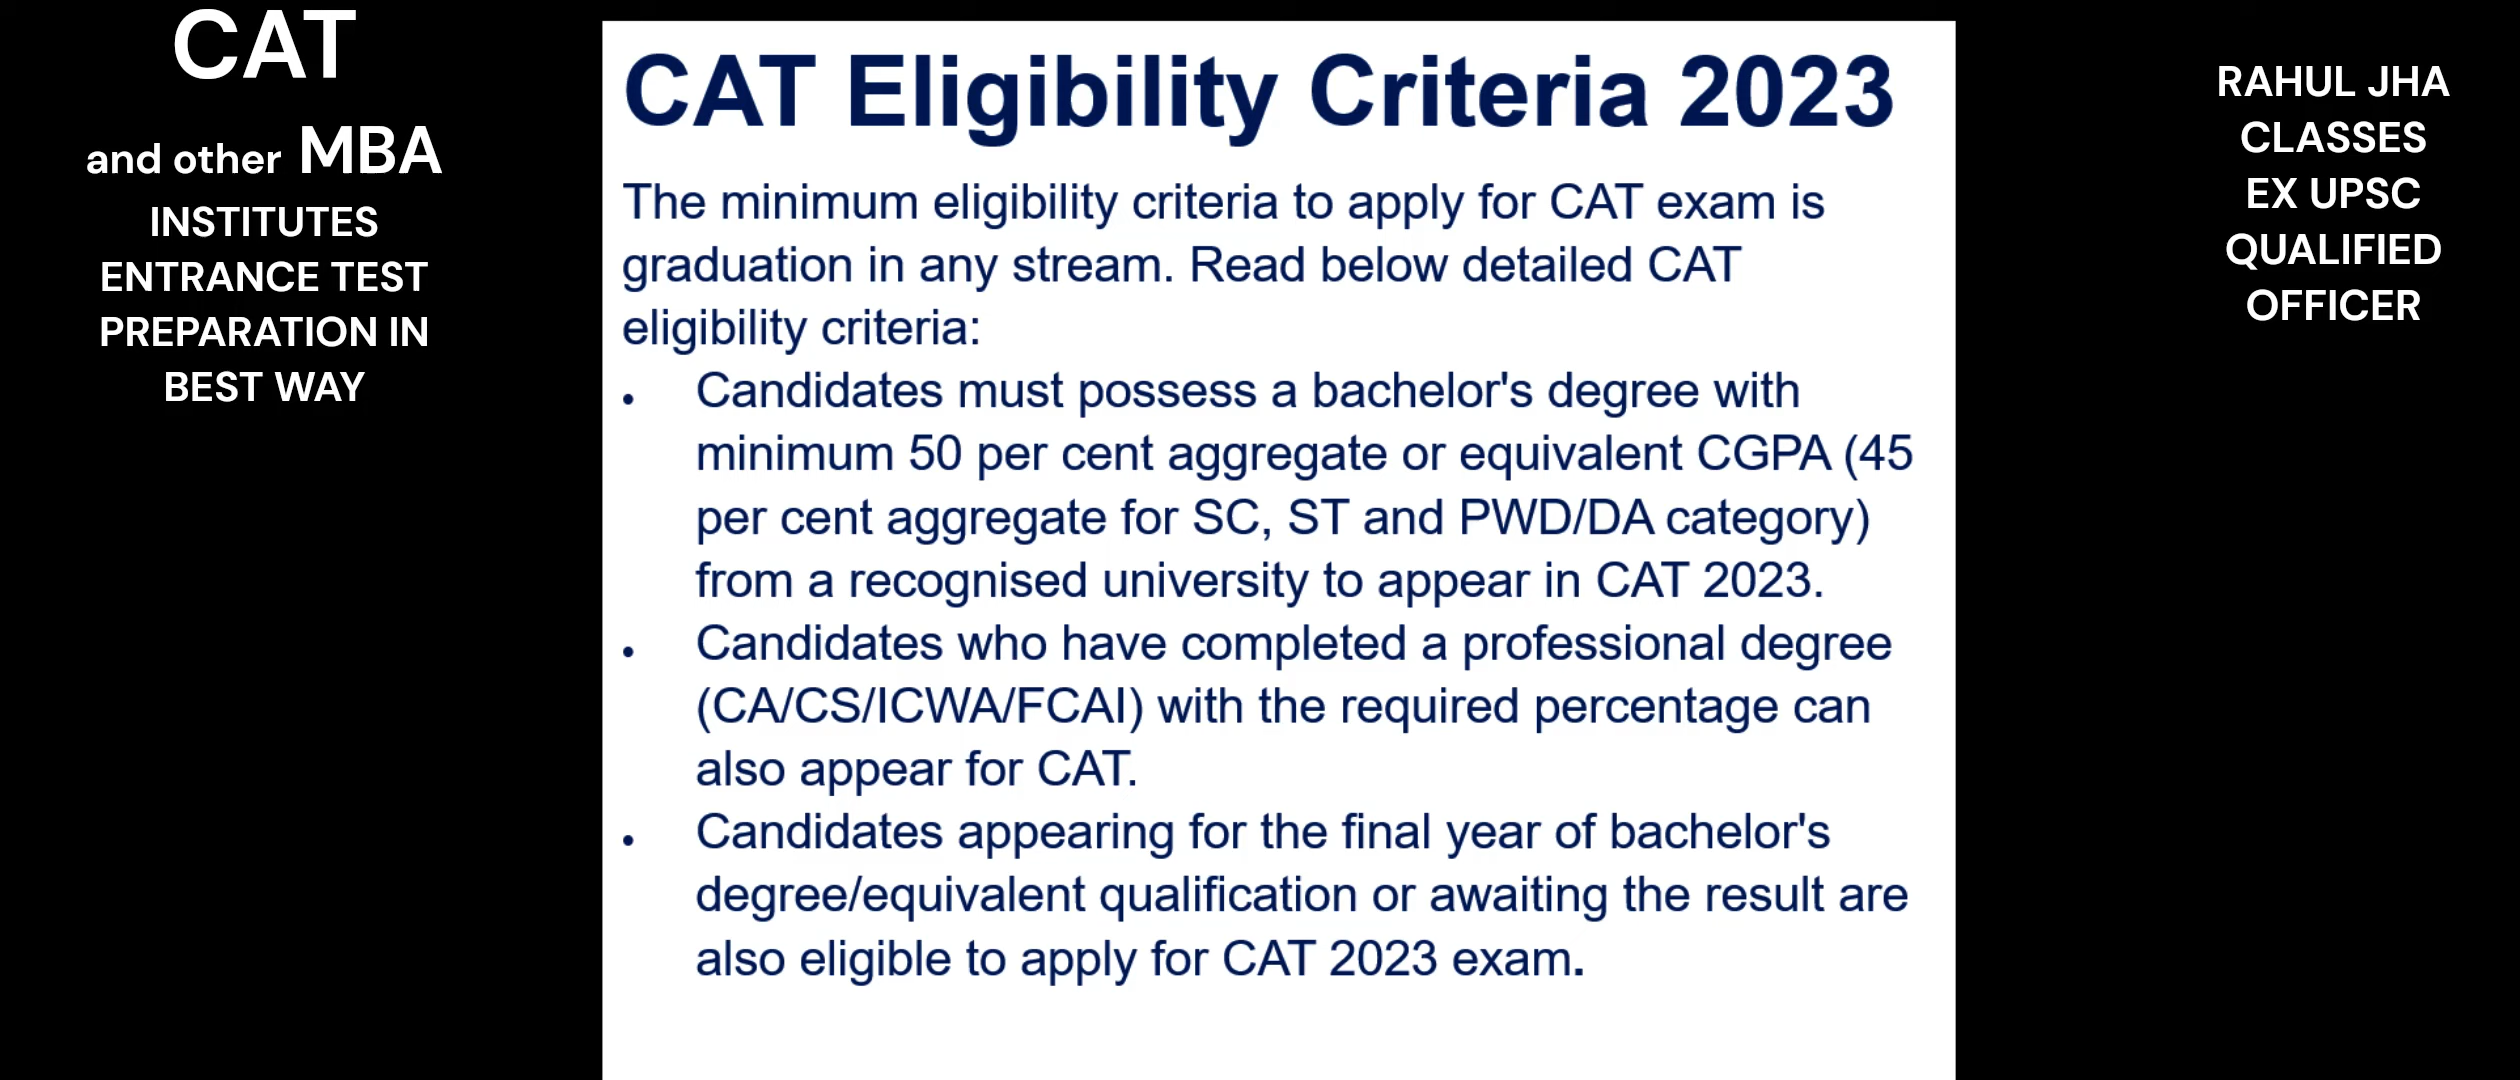 CAT
and other MBA
INSTITUTES
ENTRANCE TEST
PREPARATION IN
BEST WAY
CAT Eligibility Criteria 2023
The minimum eligibility criteria to apply for CAT exam is
graduation in any stream. Read below detailed CAT
eligibility criteria:
• Candidates must possess a bachelor's degree with
minimum 50 per cent aggregate or equivalent CGPA (45
per cent aggregate for SC, ST and PWD/DA category)
from a recognised university to appear in CAT 2023.
• Candidates who have completed a professional degree
(CA/CS/ICWA/FCAI) with the required percentage can
also appear for CAT.
• Candidates appearing for the final year of bachelor's
degree/equivalent qualification or awaiting the result are
also eligible to apply for CAT 2023 exam.
RAHUL JHA
CLASSES
EX UPSC
QUALIFIED
OFFICER